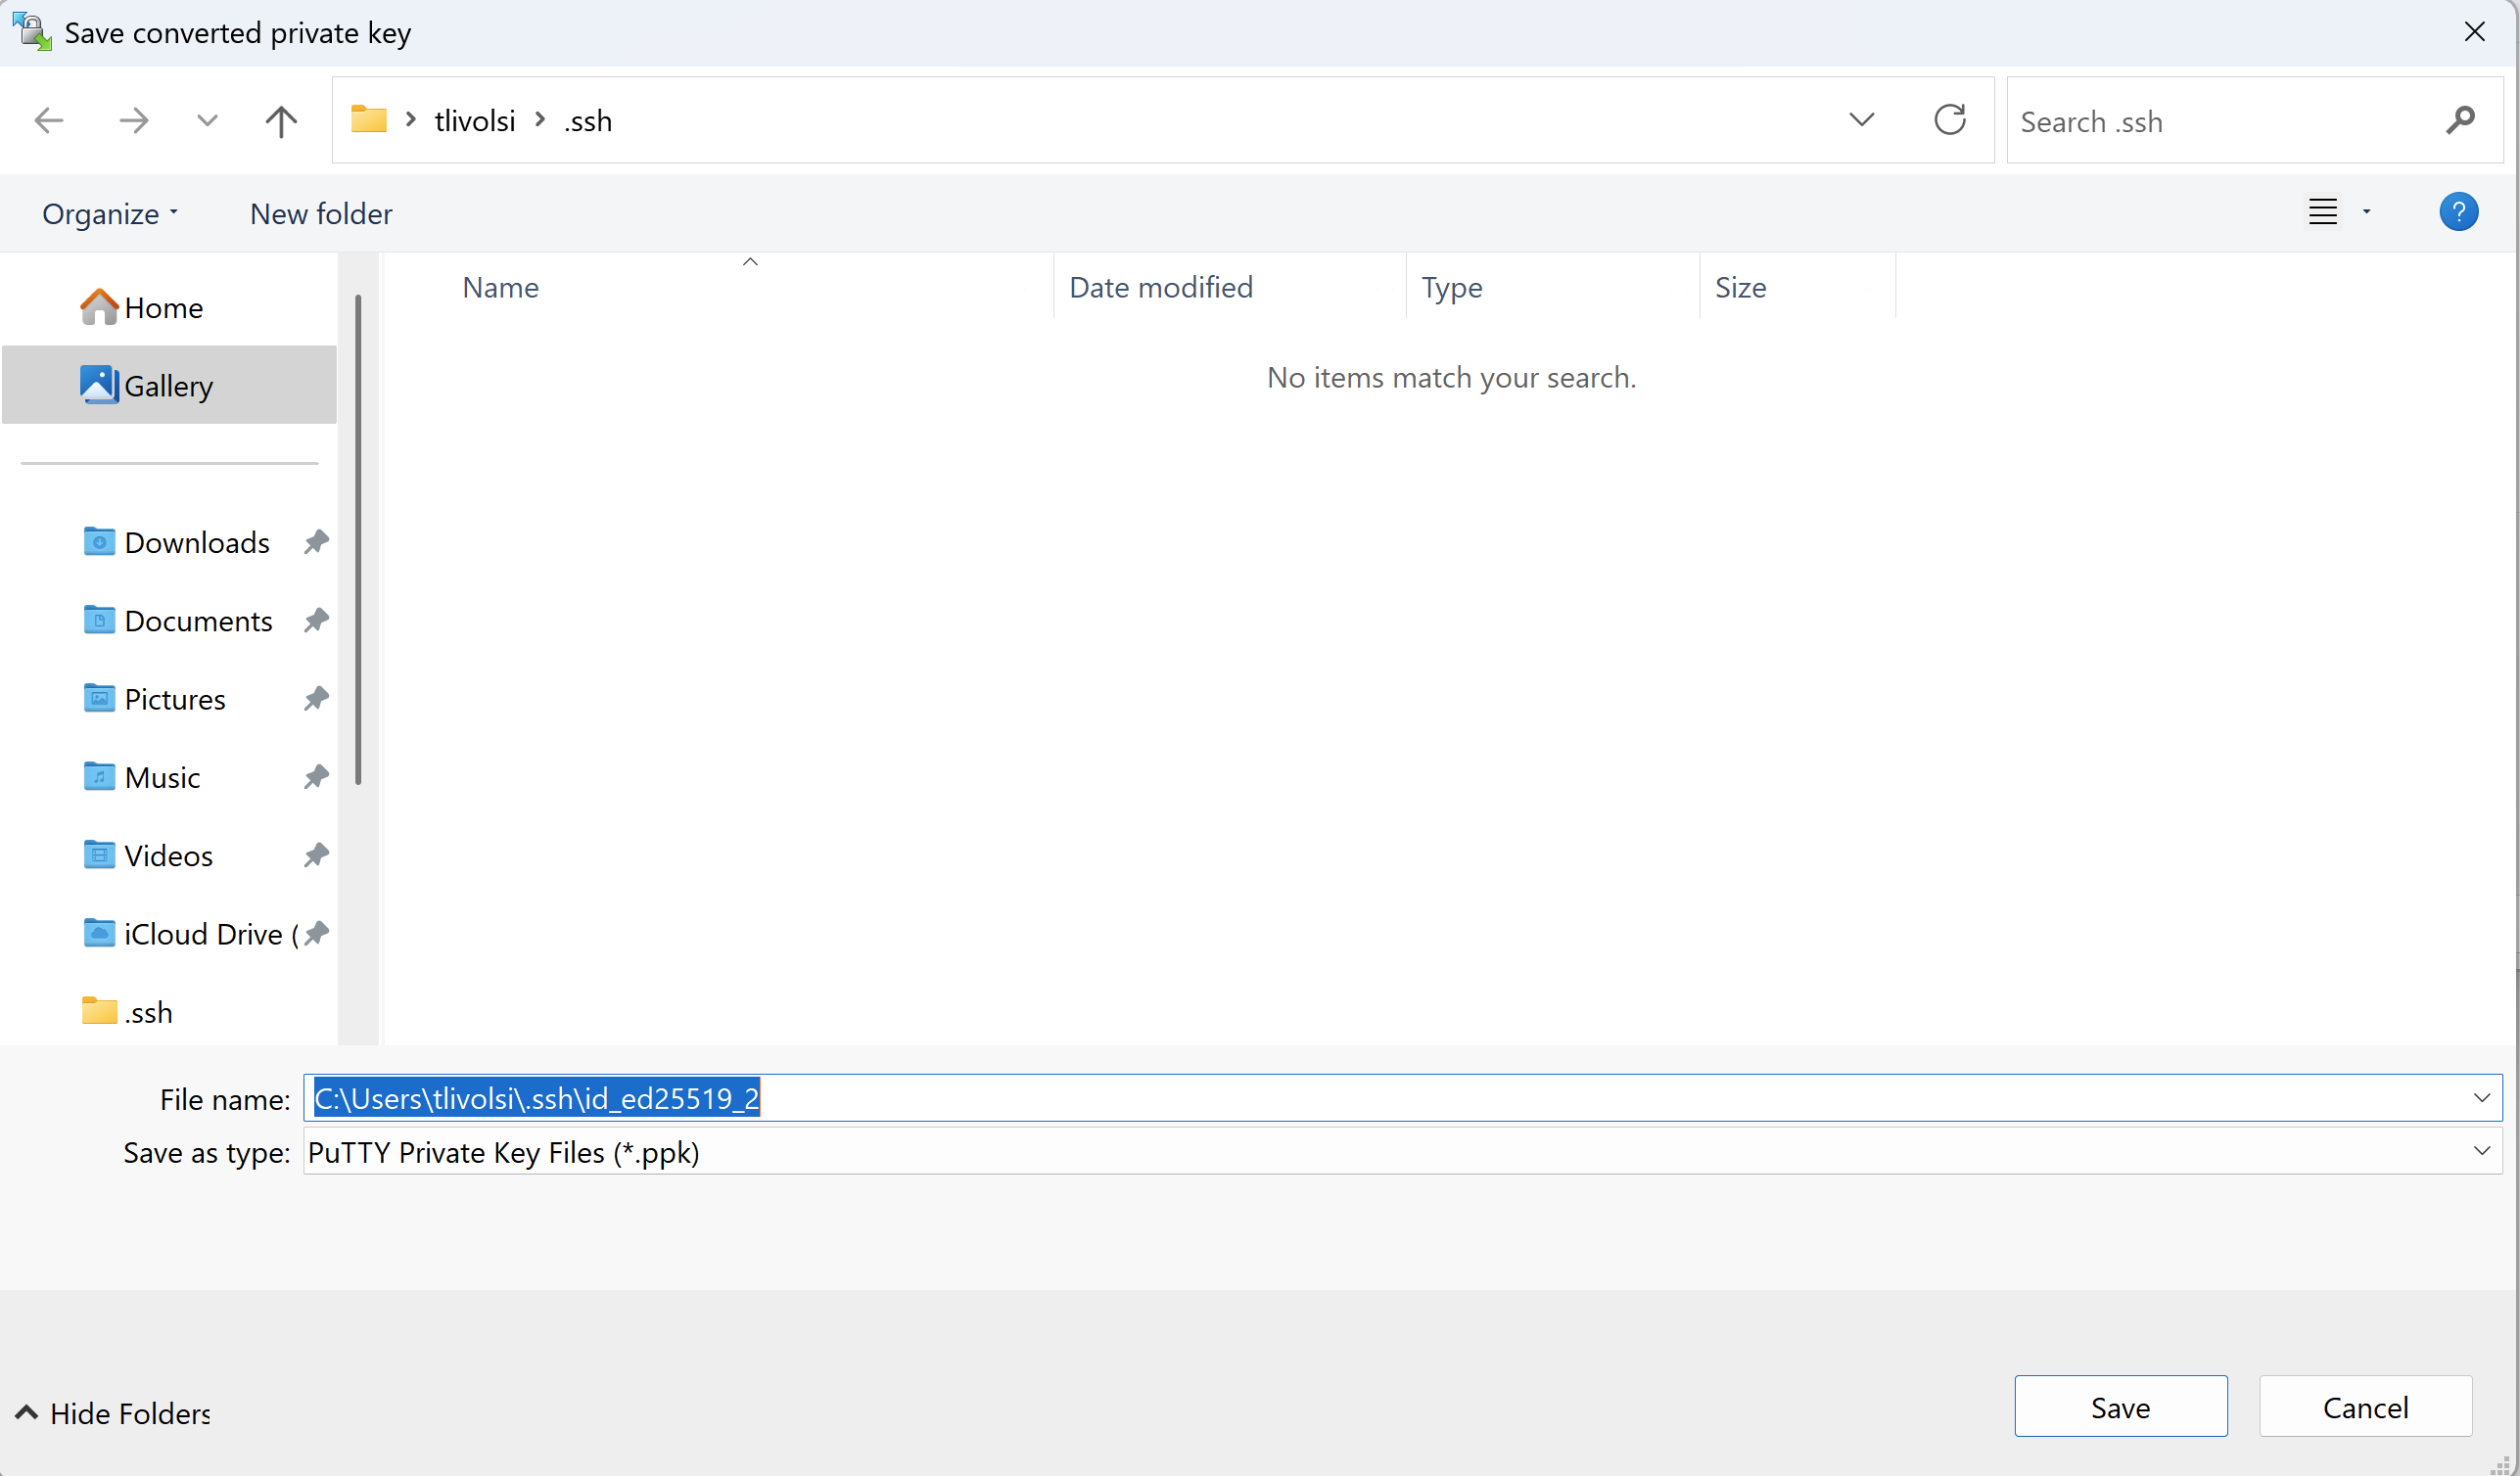 Save converted private key
tlivolsi > .ssh
Search .ssh
Organize
New folder
?
Name
Date modified
Type
Size
No items match your search.
Home
Gallery
Downloads
Documents
Pictures
Music
Videos
iCloud Drive (
.ssh
File name: C:\Users\tlivolsi\.ssh\id_ed25519_2
Save as type: PuTTY Private Key Files (*.ppk)
Hide Folders
Save
Cancel